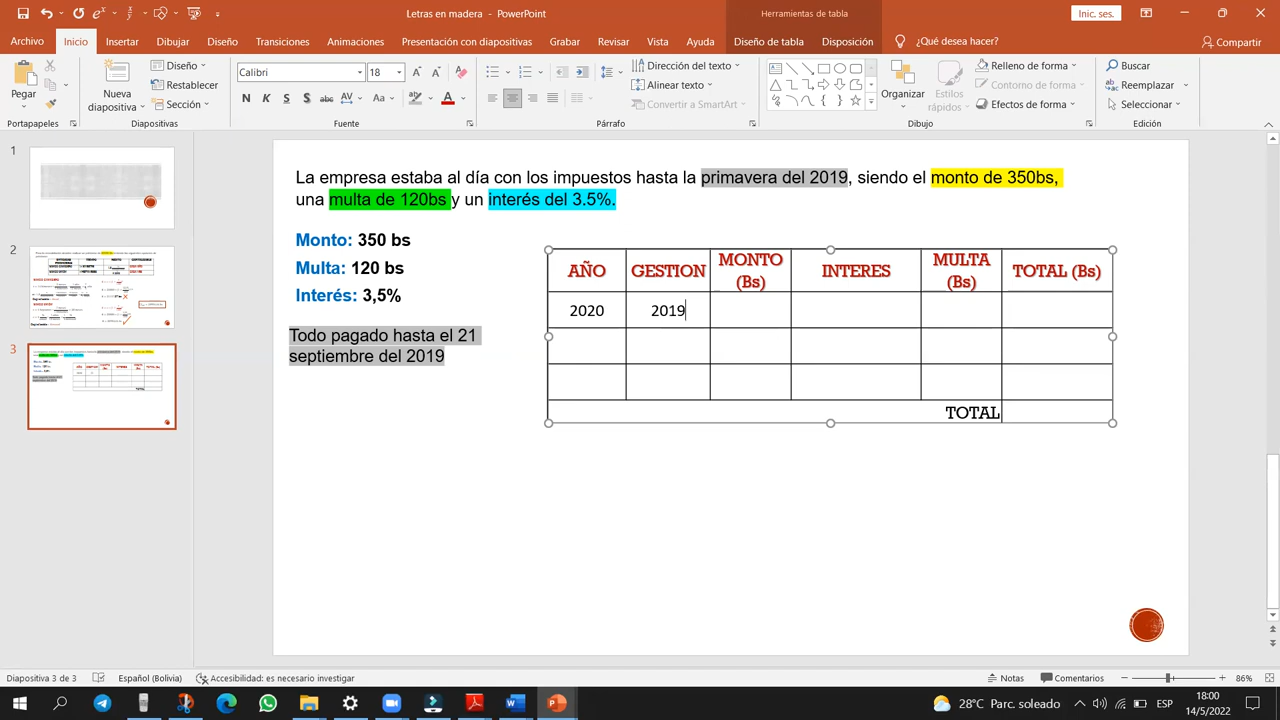 Letras en madera - PowerPoint
Herramientas de tabla
Inic. ses.
Archivo Inicio Insertar Dibujar Diseño Transiciones Animaciones Presentación con diapositivas Grabar Revisar Vista Ayuda Diseño de tabla Disposición ¿Qué desea hacer? Compartir
Pegar
Portapapeles
Nueva diapositiva
Diseño
Restablecer
Sección
Diapositivas
Calibri 18
N K S S abc AV Aa A
Fuente
Dirección del texto
Alinear texto
Convertir a SmartArt
Párrafo
Organizar
Estilos rápidos
Relleno de forma
Contorno de forma
Efectos de forma
Dibujo
Buscar
Reemplazar
Seleccionar
Edición
1
2
3
La empresa estaba al día con los impuestos hasta la primavera del 2019, siendo el monto de 350bs,
una multa de 120bs y un interés del 3.5%.
Monto: 350 bs
Multa: 120 bs
Interés: 3,5%
Todo pagado hasta el 21
septiembre del 2019
AÑO GESTION MONTO (Bs) INTERES MULTA (Bs) TOTAL (Bs)
2020 2019
TOTAL
Diapositiva 3 de 3 Español (Bolivia) Accesibilidad: es necesario investigar Notas Comentarios 86%
28°C Parc. soleado ESP 18:00
14/5/2022